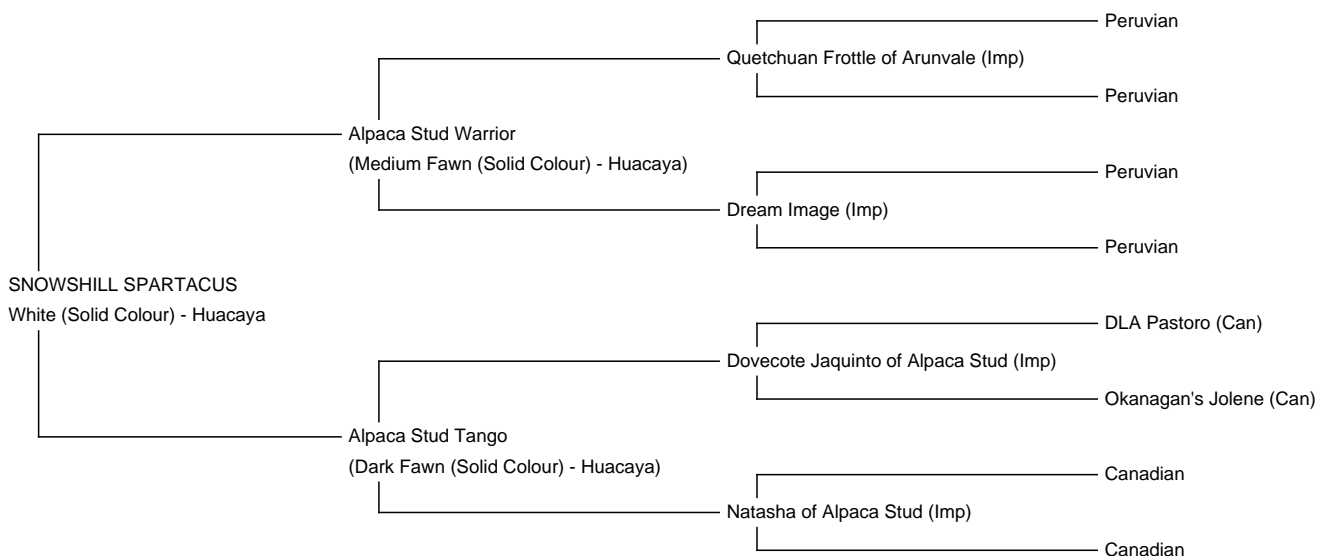 Peruvian
Quetchuan Frottle of Arunvale (Imp)
Peruvian
Alpaca Stud Warrior
(Medium Fawn (Solid Colour) - Huacaya)
Peruvian
Dream Image (Imp)
Peruvian
SNOWSHILL SPARTACUS
White (Solid Colour) - Huacaya
DLA Pastoro (Can)
Dovecote Jaquinto of Alpaca Stud (Imp)
Okanagan's Jolene (Can)
Alpaca Stud Tango
(Dark Fawn (Solid Colour) - Huacaya)
Canadian
Natasha of Alpaca Stud (Imp)
Canadian